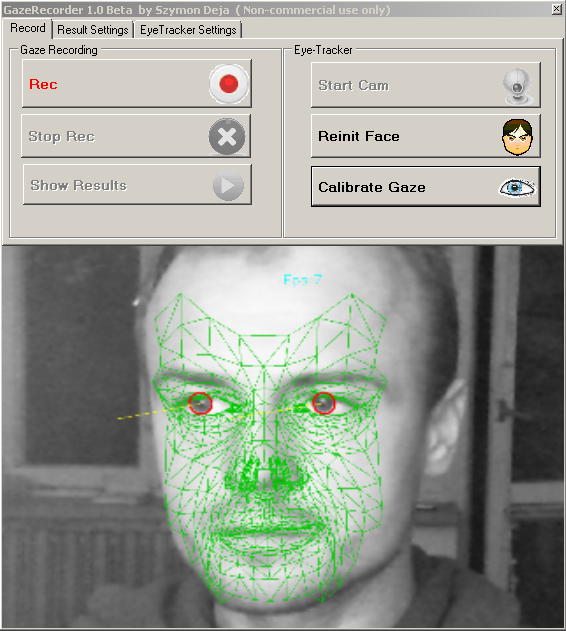 GazeRecorder 1.0 Beta by Szymon Deja ( Non-commercial use only)
Record Result Settings EyeTracker Settings
Gaze Recording
Rec
Stop Rec
Show Results
Eye-Tracker
Start Cam
Reinit Face
Calibrate Gaze
Fps:7